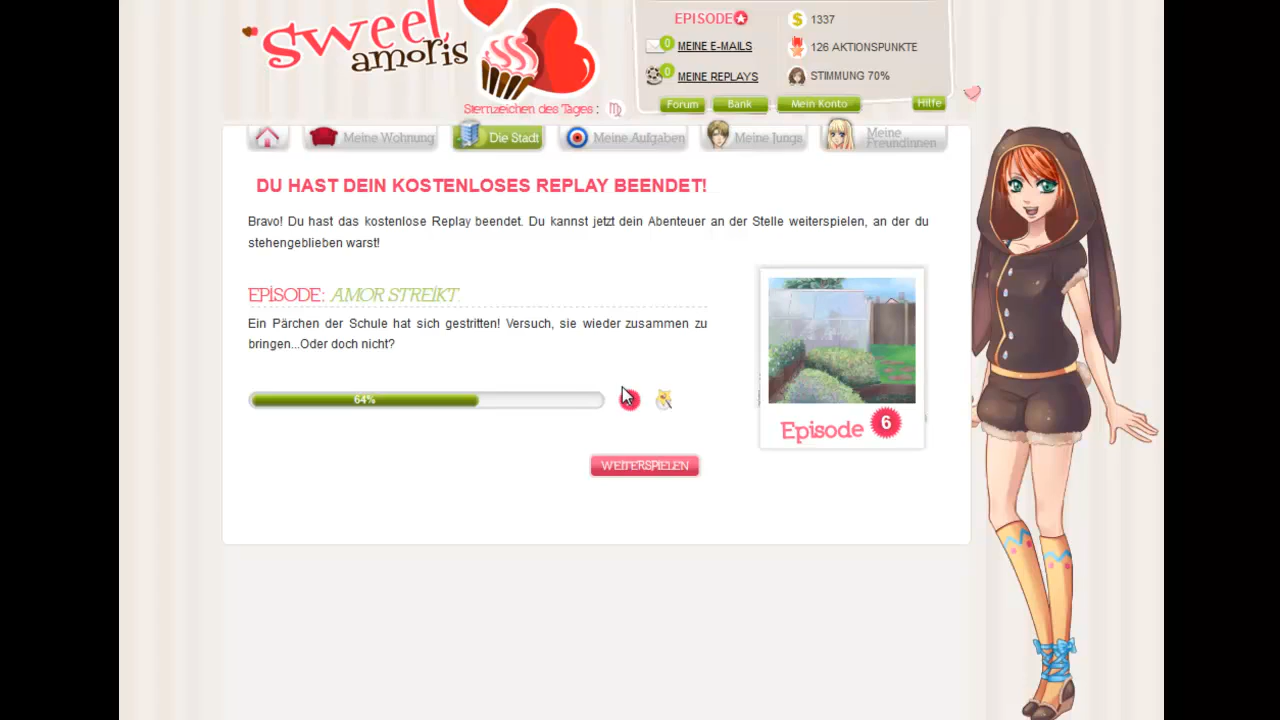 Sweet
amoris
EPISODE
1337
0 MEINE E-MAILS
126 AKTIONSPUNKTE
0 MEINE REPLAYS
STIMMUNG 70%
Sternzeichen des Tages :
Forum Bank Mein Konto Hilfe
Meine Wohnung Die Stadt Meine Aufgaben Meine Jungs Meine Freundinnen
DU HAST DEIN KOSTENLOSES REPLAY BEENDET!
Bravo! Du hast das kostenlose Replay beendet. Du kannst jetzt dein Abenteuer an der Stelle weiterspielen, an der du
stehengeblieben warst!
EPISODE: AMOR STREIKT.
Ein Pärchen der Schule hat sich gestritten! Versuch, sie wieder zusammen zu
bringen...Oder doch nicht?
64%
Episode 6
WEITERSPIELEN